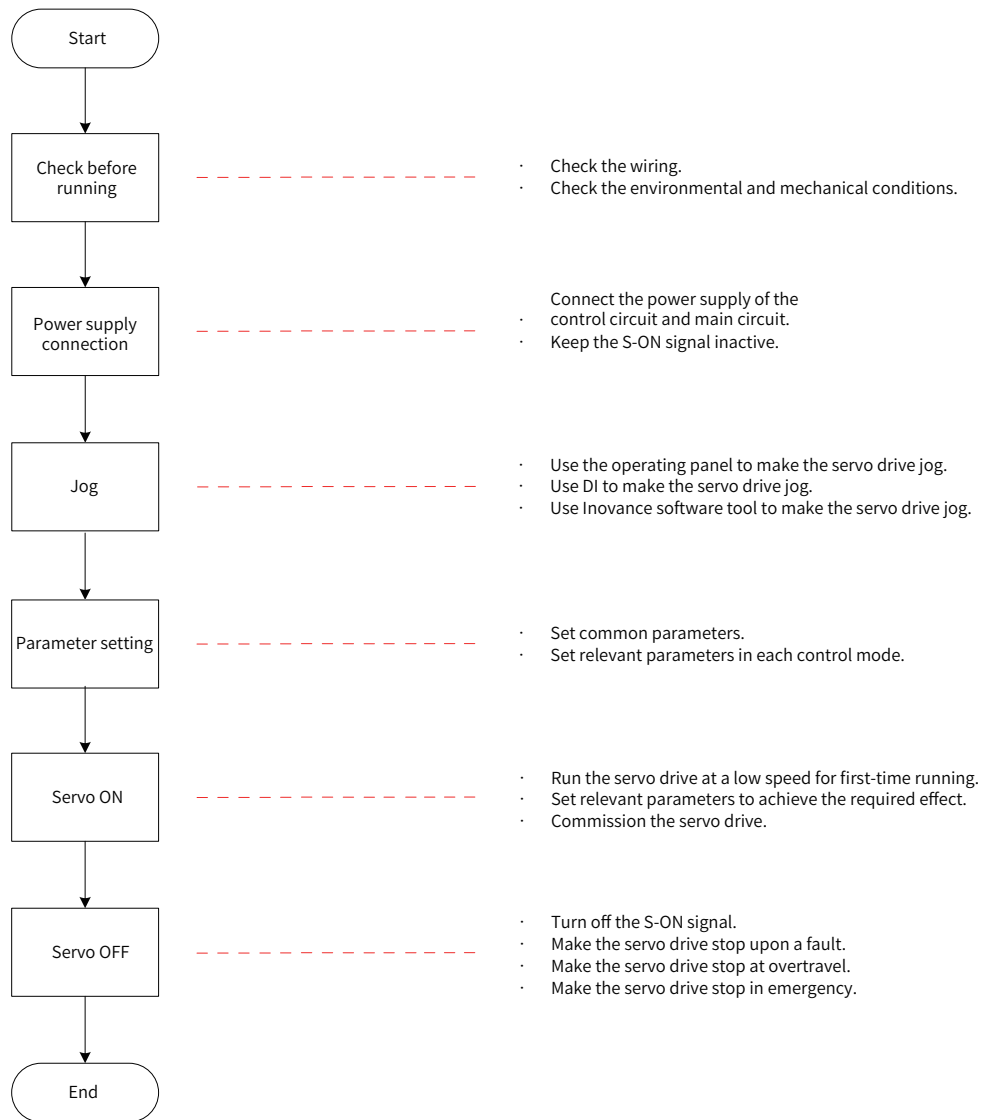 Start
Check before
running
· Check the wiring.
· Check the environmental and mechanical conditions.
Power supply
connection
Connect the power supply of the
· control circuit and main circuit.
· Keep the S-ON signal inactive.
Jog
· Use the operating panel to make the servo drive jog.
· Use DI to make the servo drive jog.
· Use Inovance software tool to make the servo drive jog.
Parameter setting
· Set common parameters.
· Set relevant parameters in each control mode.
Servo ON
· Run the servo drive at a low speed for first-time running.
· Set relevant parameters to achieve the required effect.
· Commission the servo drive.
Servo OFF
· Turn off the S-ON signal.
· Make the servo drive stop upon a fault.
· Make the servo drive stop at overtravel.
· Make the servo drive stop in emergency.
End